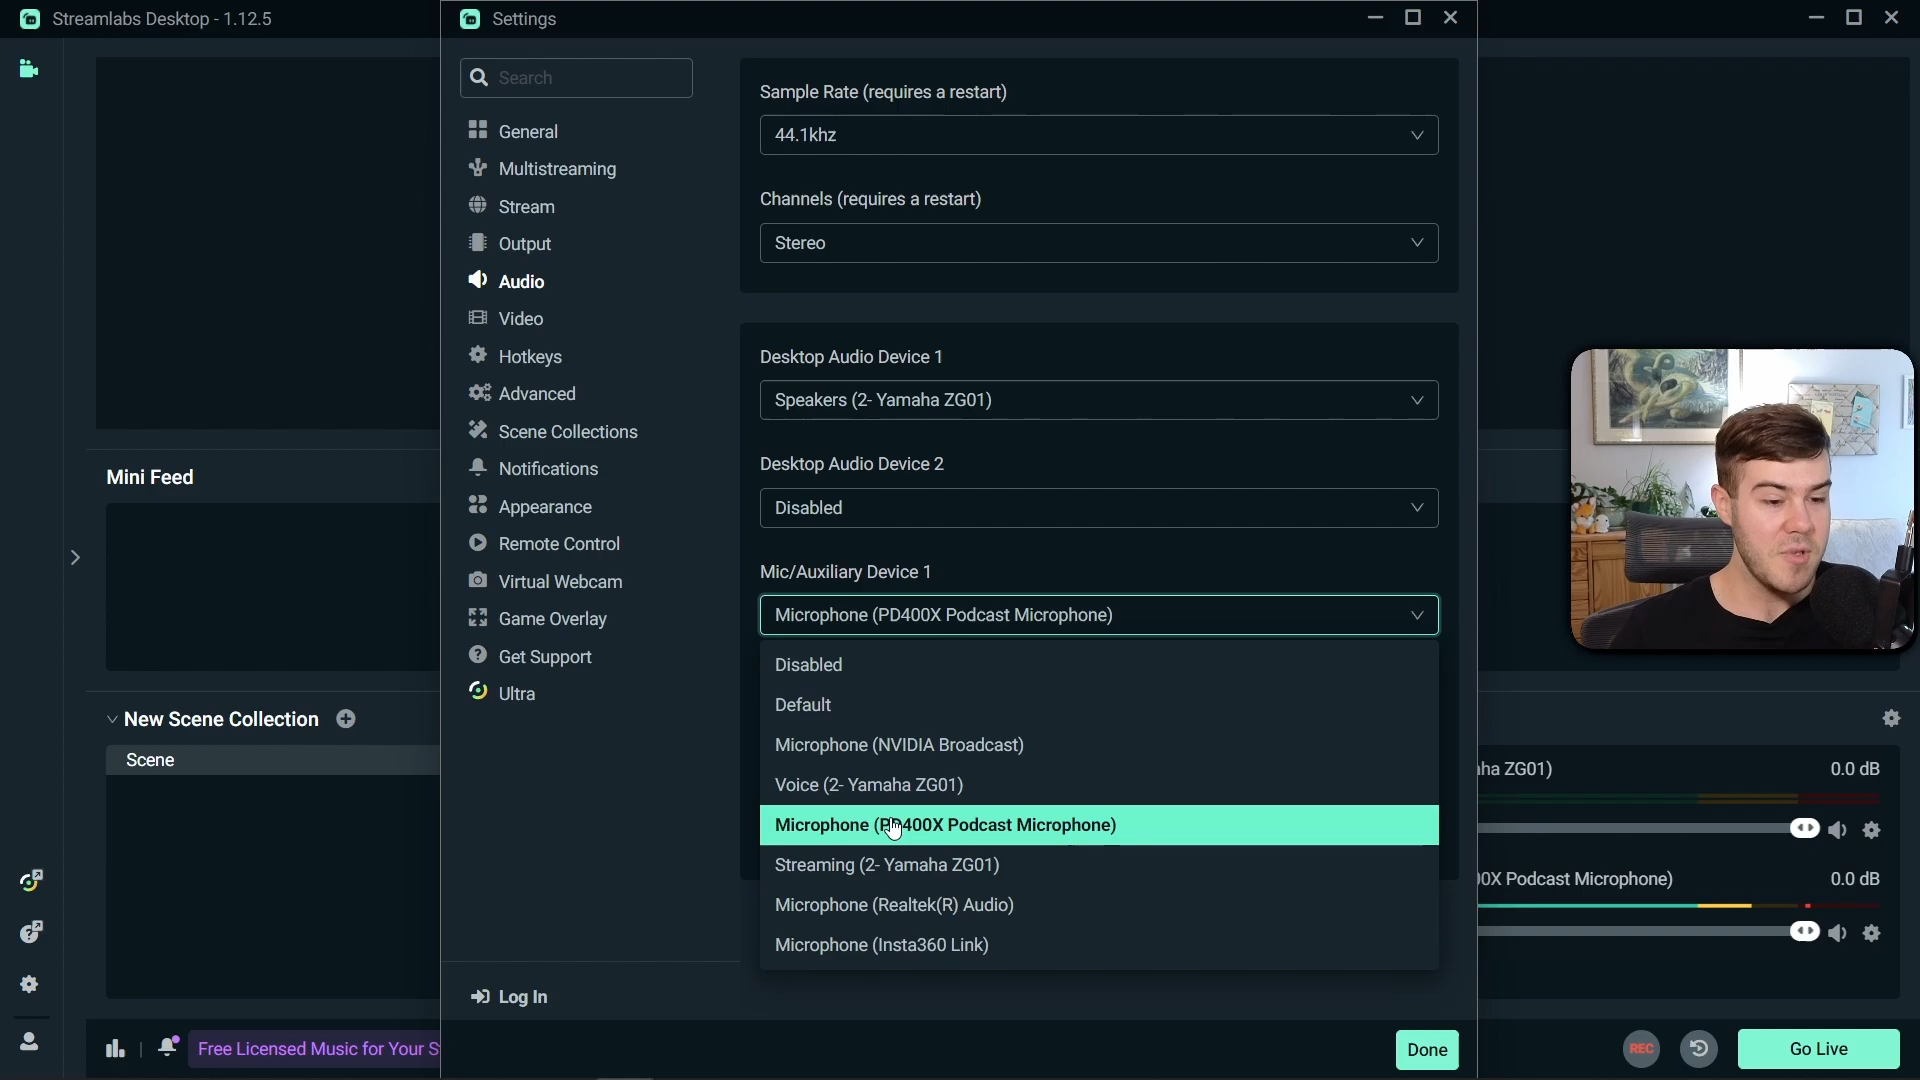 Streamlabs Desktop - 1.12.5
Settings
Search
General
Multistreaming
Stream
Output
Audio
Video
Hotkeys
Advanced
Scene Collections
Notifications
Appearance
Remote Control
Virtual Webcam
Game Overlay
Get Support
Ultra
Log In
Sample Rate (requires a restart)
44.1khz
Channels (requires a restart)
Stereo
Desktop Audio Device 1
Speakers (2- Yamaha ZG01)
Desktop Audio Device 2
Disabled
Mic/Auxiliary Device 1
Microphone (PD400X Podcast Microphone)
Disabled
Default
Microphone (NVIDIA Broadcast)
Voice (2- Yamaha ZG01)
Microphone (PD400X Podcast Microphone)
Streaming (2- Yamaha ZG01)
Microphone (Realtek(R) Audio)
Microphone (Insta360 Link)
Done
Mini Feed
New Scene Collection
Scene
Free Licensed Music for Your S
ha ZG01) 0.0 dB
0X Podcast Microphone) 0.0 dB
REC
Go Live